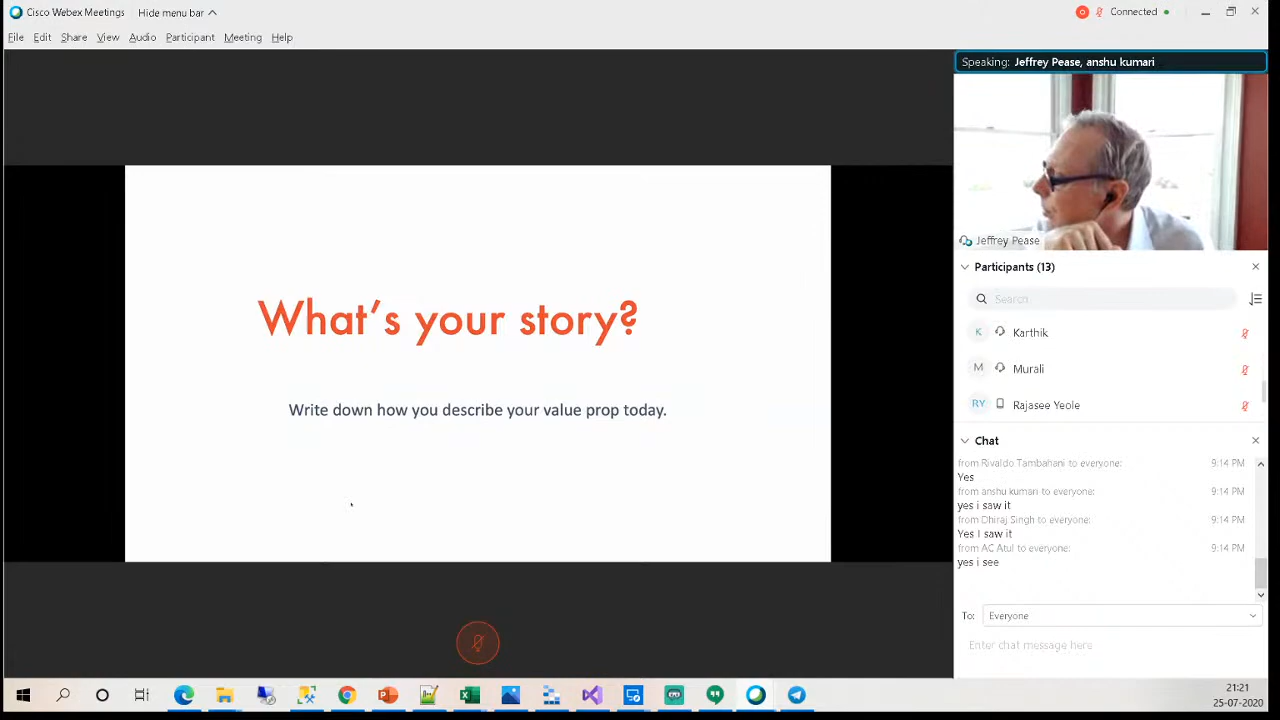 Cisco Webex Meetings
Hide menu bar
Connected
File Edit Share View Audio Participant Meeting Help
Speaking: Jeffrey Pease, anshu kumari
Jeffrey Pease
What's your story?
Write down how you describe your value prop today.
Participants (13)
Search
K Karthik
M Murali
RY Rajasee Yeole
Chat
from Rivaldo Tambahani to everyone: 9:14 PM
Yes
from anshu kumari to everyone: 9:14 PM
yes i saw it
from Dhiraj Singh to everyone: 9:14 PM
Yes I saw it
from AC Atul to everyone: 9:14 PM
yes i see
To: Everyone
Enter chat message here
21:21
25-07-2020